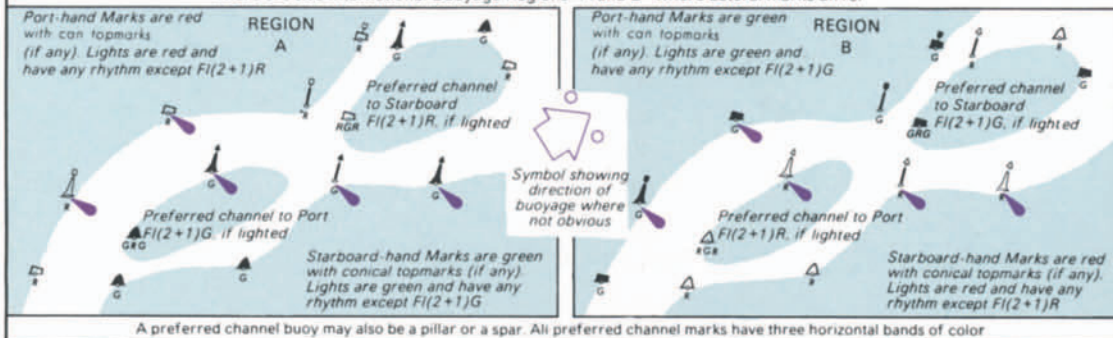 Port-hand Marks are red
with can topmarks
(if any). Lights are red and
have any rhythm except Fl(2+1)R
REGION
A
R
G
G
R
Preferred channel
to Starboard
Fl(2+1)R, if lighted
RGR
R
R
G
G
G
R
Preferred channel to Port
Fl(2+1)G, if lighted
GRG
R
G
G
Starboard-hand Marks are green
with conical topmarks (if any).
Lights are green and have any
rhythm except Fl(2+1)G
Symbol showing
direction of
buoyage where
not obvious
Port-hand Marks are green
with can topmarks
(if any). Lights are green and
have any rhythm except Fl(2+1)G
REGION
B
G
R
R
G
Preferred channel
to Starboard
Fl(2+1)G, if lighted
GRG
G
G
R
R
R
G
Preferred channel to Port
Fl(2+1)R, if lighted
RGR
G
R
R
Starboard-hand Marks are red
with conical topmarks (if any).
Lights are red and have any
rhythm except Fl(2+1)R
A preferred channel buoy may also be a pillar or a spar. All preferred channel marks have three horizontal bands of color